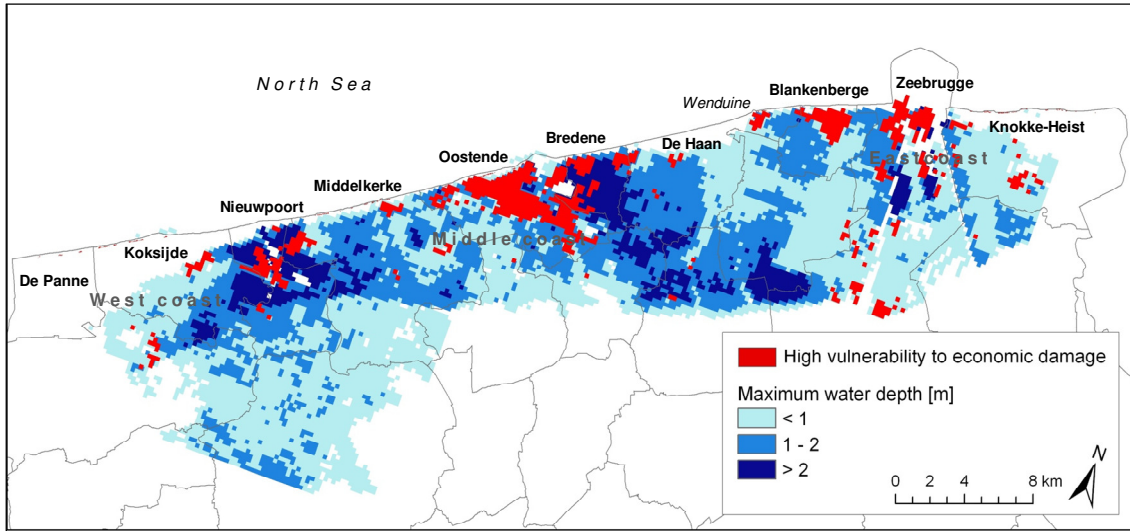 North Sea
Zeebrugge
Blankenberge
Wenduine
Knokke-Heist
Bredene
De Haan
East coast
Oostende
Middelkerke
Nieuwpoort
Middle coast
Koksijde
De Panne
West coast
High vulnerability to economic damage
Maximum water depth [m]
< 1
1 - 2
> 2
N
0 2 4 8 km